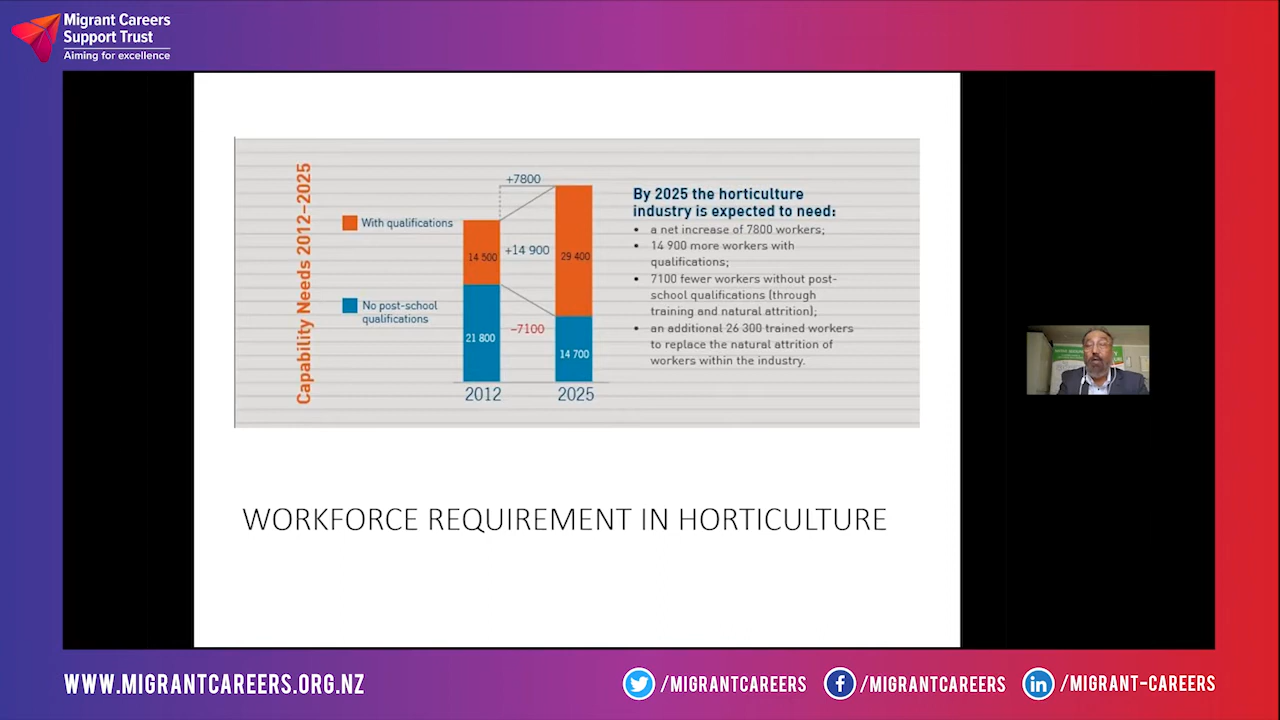 Migrant Careers
Support Trust
Aiming for excellence
Capability Needs 2012–2025
With qualifications
No post-school
qualifications
+7800
14 500
+14 900
29 400
21 800
−7100
14 700
2012
2025
By 2025 the horticulture
industry is expected to need:
• a net increase of 7800 workers;
• 14 900 more workers with
qualifications;
• 7100 fewer workers without post-
school qualifications (through
training and natural attrition);
• an additional 26 300 trained workers
to replace the natural attrition of
workers within the industry.
WORKFORCE REQUIREMENT IN HORTICULTURE
WWW.MIGRANTCAREERS.ORG.NZ
/MIGRANTCAREERS
/MIGRANTCAREERS
/MIGRANT-CAREERS